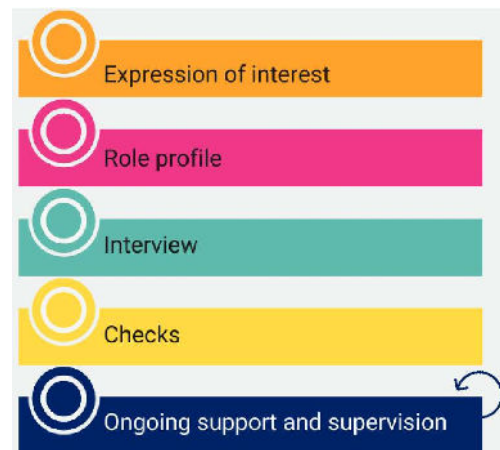 Expression of interest
Role profile
Interview
Checks
Ongoing support and supervision